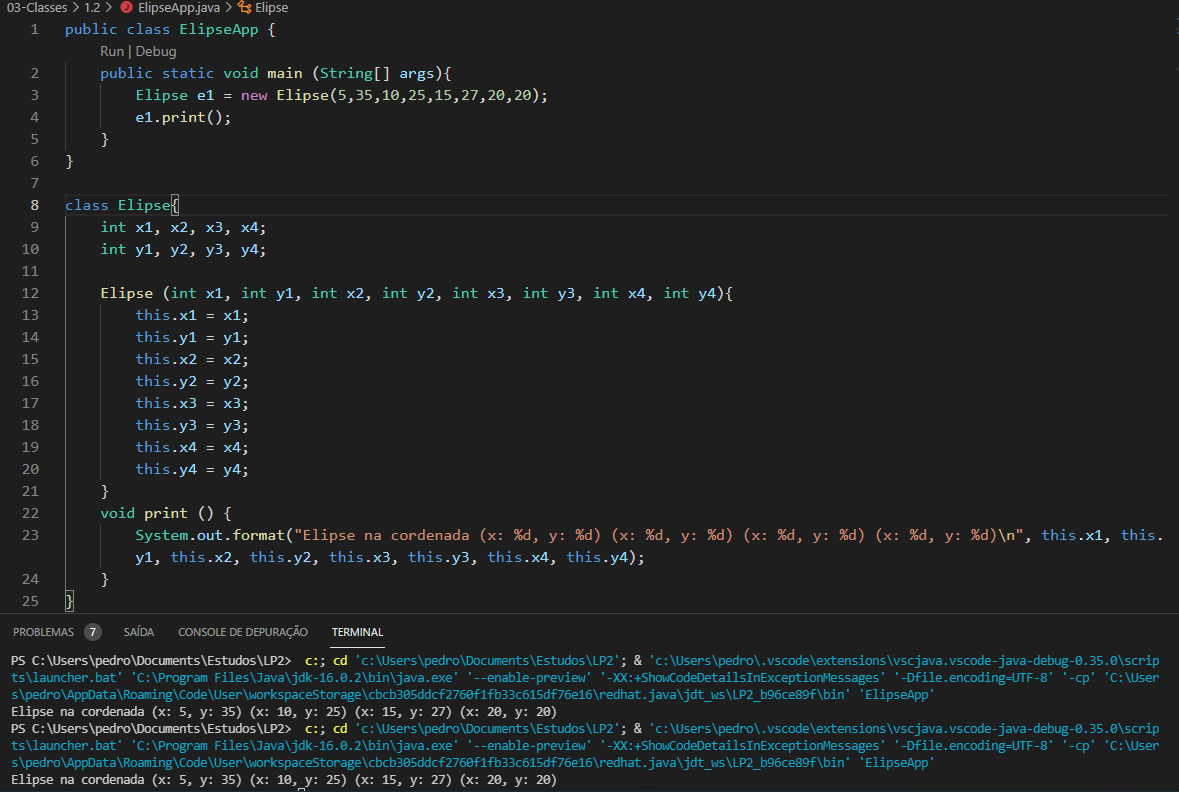 03-Classes > 1.2 > ElipseApp.java > Elipse
1 public class ElipseApp {
Run | Debug
2 public static void main (String[] args){
3 Elipse e1 = new Elipse(5,35,10,25,15,27,20,20);
4 e1.print();
5 }
6 }
7
8 class Elipse{
9 int x1, x2, x3, x4;
10 int y1, y2, y3, y4;
11
12 Elipse (int x1, int y1, int x2, int y2, int x3, int y3, int x4, int y4){
13 this.x1 = x1;
14 this.y1 = y1;
15 this.x2 = x2;
16 this.y2 = y2;
17 this.x3 = x3;
18 this.y3 = y3;
19 this.x4 = x4;
20 this.y4 = y4;
21 }
22 void print () {
23 System.out.format("Elipse na cordenada (x: %d, y: %d) (x: %d, y: %d) (x: %d, y: %d) (x: %d, y: %d)\n", this.x1, this.
y1, this.x2, this.y2, this.x3, this.y3, this.x4, this.y4);
24 }
25 }
PROBLEMAS 7 SAÍDA CONSOLE DE DEPURAÇÃO TERMINAL
PS C:\Users\pedro\Documents\Estudos\LP2> c:; cd 'c:\Users\pedro\Documents\Estudos\LP2'; & 'c:\Users\pedro\.vscode\extensions\vscjava.vscode-java-debug-0.35.0\scrip
ts\launcher.bat' 'C:\Program Files\Java\jdk-16.0.2\bin\java.exe' '--enable-preview' '-XX:+ShowCodeDetailsInExceptionMessages' '-Dfile.encoding=UTF-8' '-cp' 'C:\User
s\pedro\AppData\Roaming\Code\User\workspaceStorage\cbcb305ddcf2760f1fb33c615df76e16\redhat.java\jdt_ws\LP2_b96ce89f\bin' 'ElipseApp'
Elipse na cordenada (x: 5, y: 35) (x: 10, y: 25) (x: 15, y: 27) (x: 20, y: 20)
PS C:\Users\pedro\Documents\Estudos\LP2> c:; cd 'c:\Users\pedro\Documents\Estudos\LP2'; & 'c:\Users\pedro\.vscode\extensions\vscjava.vscode-java-debug-0.35.0\scrip
ts\launcher.bat' 'C:\Program Files\Java\jdk-16.0.2\bin\java.exe' '--enable-preview' '-XX:+ShowCodeDetailsInExceptionMessages' '-Dfile.encoding=UTF-8' '-cp' 'C:\User
s\pedro\AppData\Roaming\Code\User\workspaceStorage\cbcb305ddcf2760f1fb33c615df76e16\redhat.java\jdt_ws\LP2_b96ce89f\bin' 'ElipseApp'
Elipse na cordenada (x: 5, y: 35) (x: 10, y: 25) (x: 15, y: 27) (x: 20, y: 20)